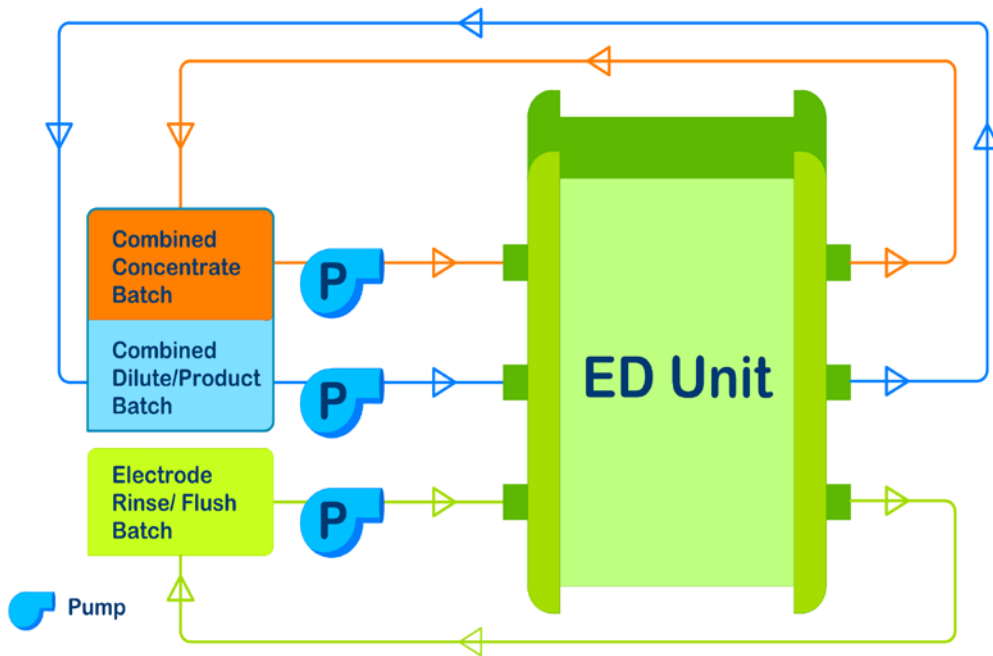 Combined
Concentrate
Batch
P
Combined
Dilute/Product
Batch
P
ED Unit
Electrode
Rinse/ Flush
Batch
P
Pump